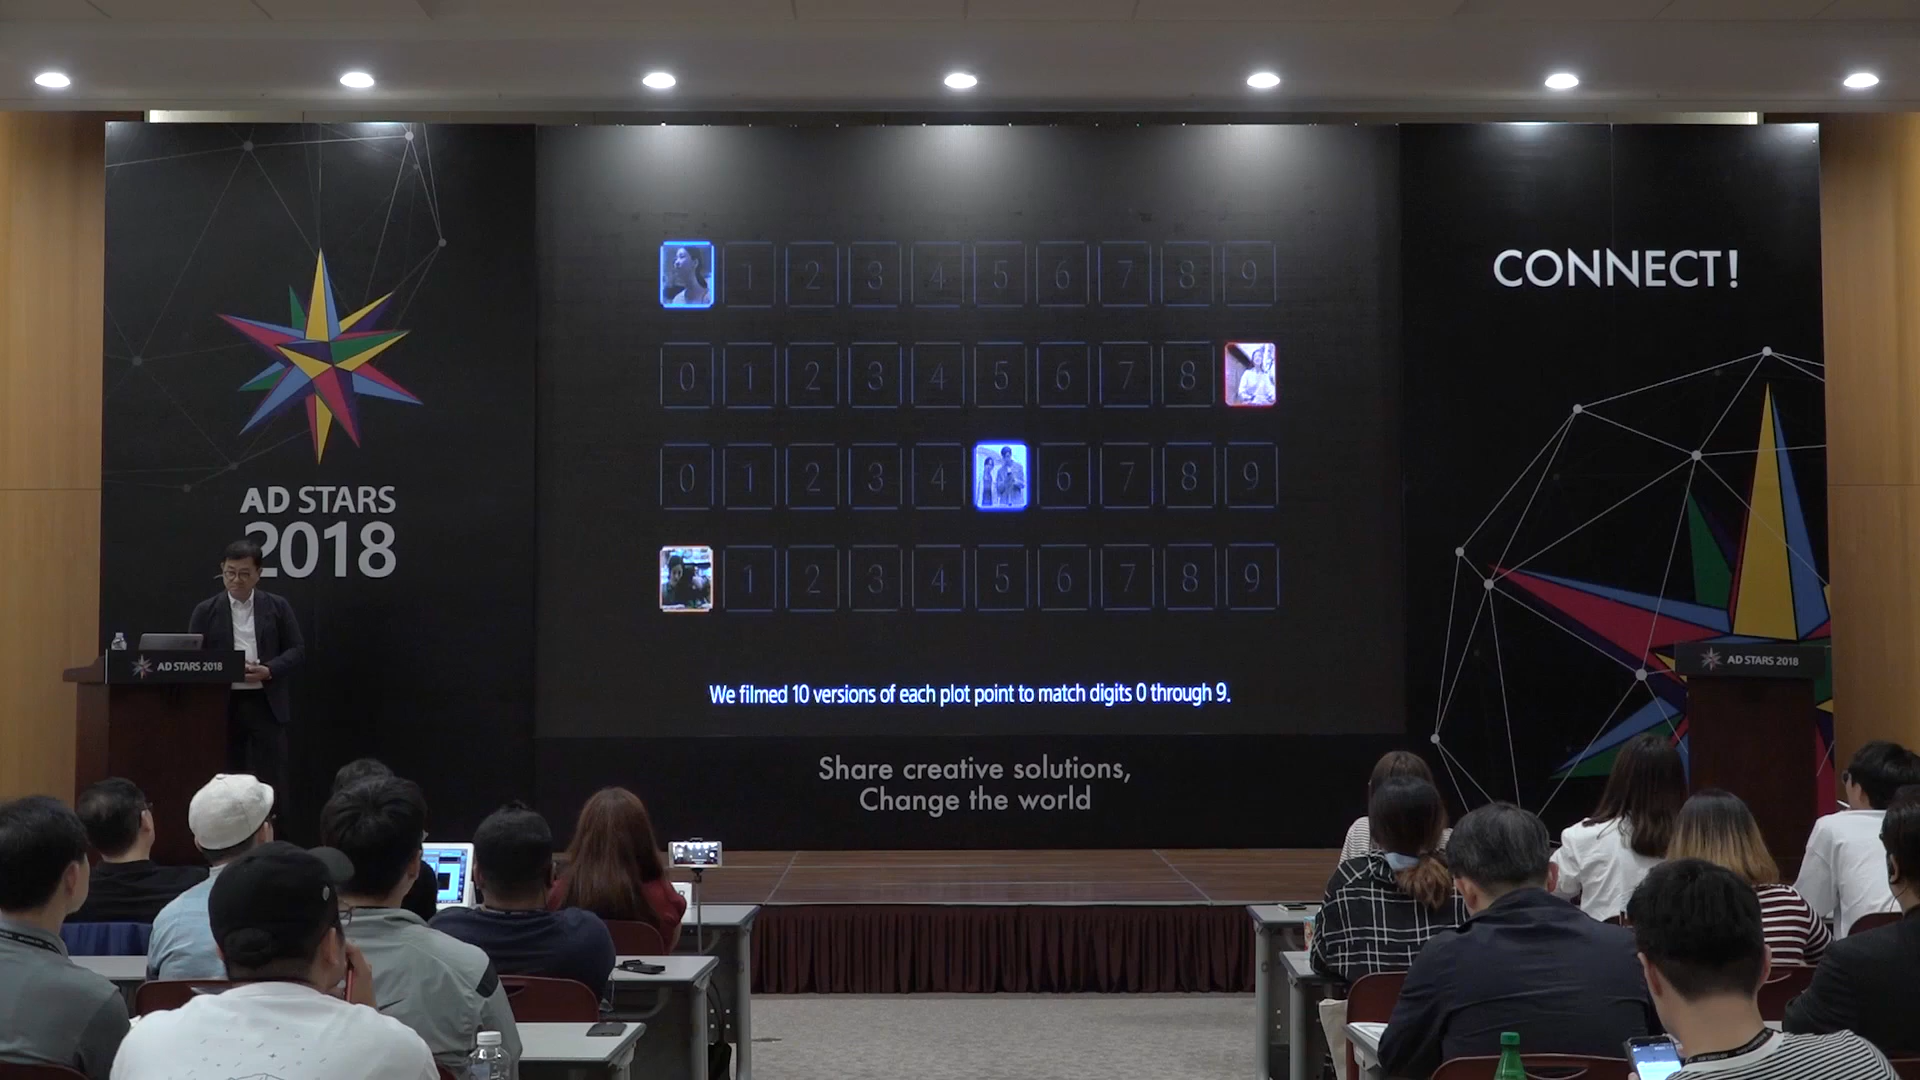 CONNECT!
1 2 3 4 5 6 7 8 9
0 1 2 3 4 5 6 7 8
0 1 2 3 4 6 7 8 9
1 2 3 4 5 6 7 8 9
AD STARS
2018
AD STARS 2018
AD STARS 2018
We filmed 10 versions of each plot point to match digits 0 through 9.
Share creative solutions,
Change the world